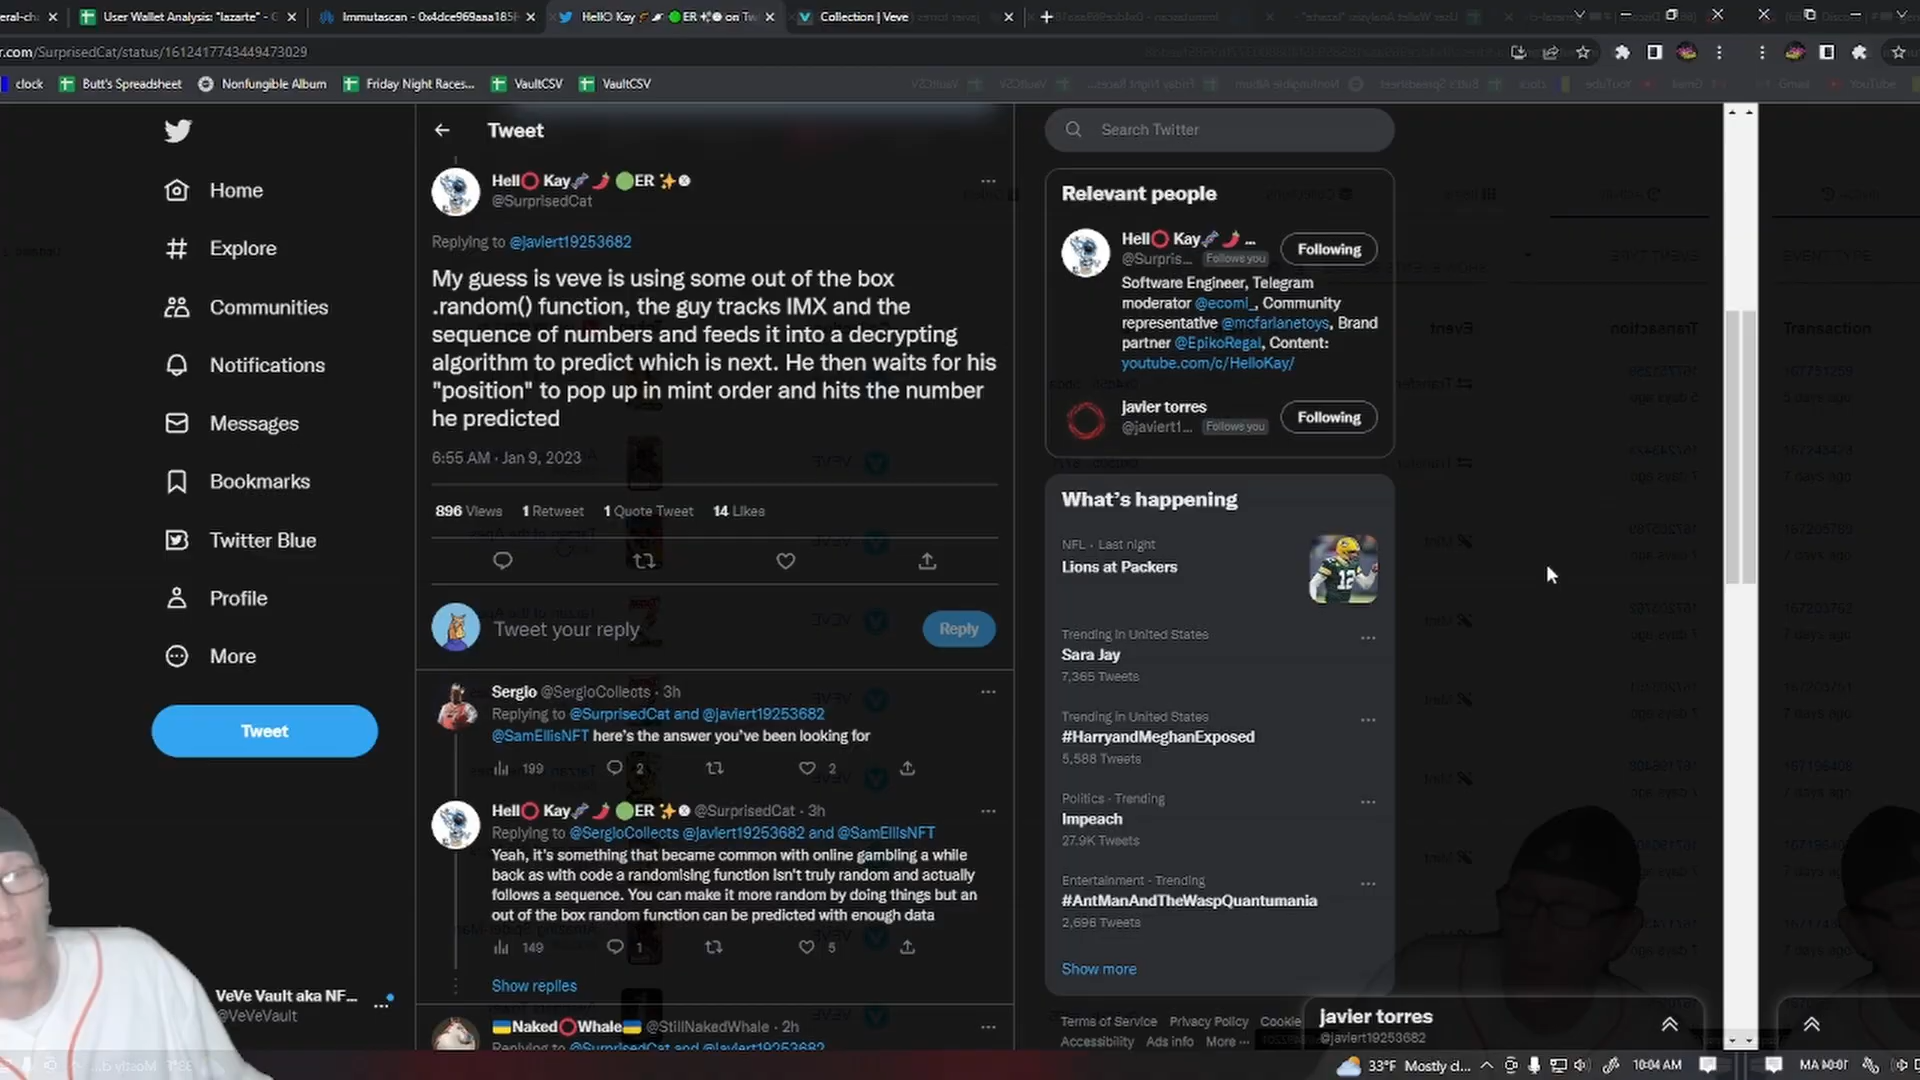 eral-ch
User Wallet Analysis: "lazarte" - G
Immutascan - 0x4dce969aaa185
Hell⭕ Kay🧬🌶️🟢ER ✨ on Tw
Collection | Veve
r.com/SurprisedCat/status/1612417743449473029
clock
Butt's Spreadsheet
Nonfungible Album
Friday Night Races...
VaultCSV
VaultCSV
Home
Explore
Communities
Notifications
Messages
Bookmarks
Twitter Blue
Profile
More
Tweet
VeVe Vault aka NF...
@VeVeVault
Tweet
Hell⭕ Kay🧬🌶️ 🟢ER ✨
@SurprisedCat
Replying to @javiert19253682
My guess is veve is using some out of the box
.random() function, the guy tracks IMX and the
sequence of numbers and feeds it into a decrypting
algorithm to predict which is next. He then waits for his
"position" to pop up in mint order and hits the number
he predicted
6:55 AM · Jan 9, 2023
896 Views 1 Retweet 1 Quote Tweet 14 Likes
Tweet your reply
Reply
Sergio @SergioCollects · 3h
Replying to @SurprisedCat and @javiert19253682
@SamEllisNFT here's the answer you've been looking for
199 2 2
Hell⭕ Kay🧬🌶️ 🟢ER ✨ @SurprisedCat · 3h
Replying to @SergioCollects @javiert19253682 and @SamEllisNFT
Yeah, it's something that became common with online gambling a while
back as with code a randomising function isn't truly random and actually
follows a sequence. You can make it more random by doing things but an
out of the box random function can be predicted with enough data
149 1 5
Show replies
🇺🇦Naked⭕Whale🇺🇦 @StillNakedWhale · 2h
Replying to @SurprisedCat and @javiert19253682
Search Twitter
Relevant people
Hell⭕ Kay🧬🌶️ ...
@Surpris... Follows you
Following
Software Engineer, Telegram
moderator @ecomi_, Community
representative @mcfarlanetoys, Brand
partner @EpikoRegal, Content:
youtube.com/c/HelloKay/
javier torres
@javiert1... Follows you
Following
What's happening
NFL · Last night
Lions at Packers
Trending in United States
Sara Jay
7,365 Tweets
Trending in United States
#HarryandMeghanExposed
5,588 Tweets
Politics · Trending
Impeach
27.9K Tweets
Entertainment · Trending
#AntManAndTheWaspQuantumania
2,696 Tweets
Show more
Terms of Service Privacy Policy Cookie
Accessibility Ads info More ...
javier torres
@javiert19253682
33°F Mostly cl...
10:04 AM